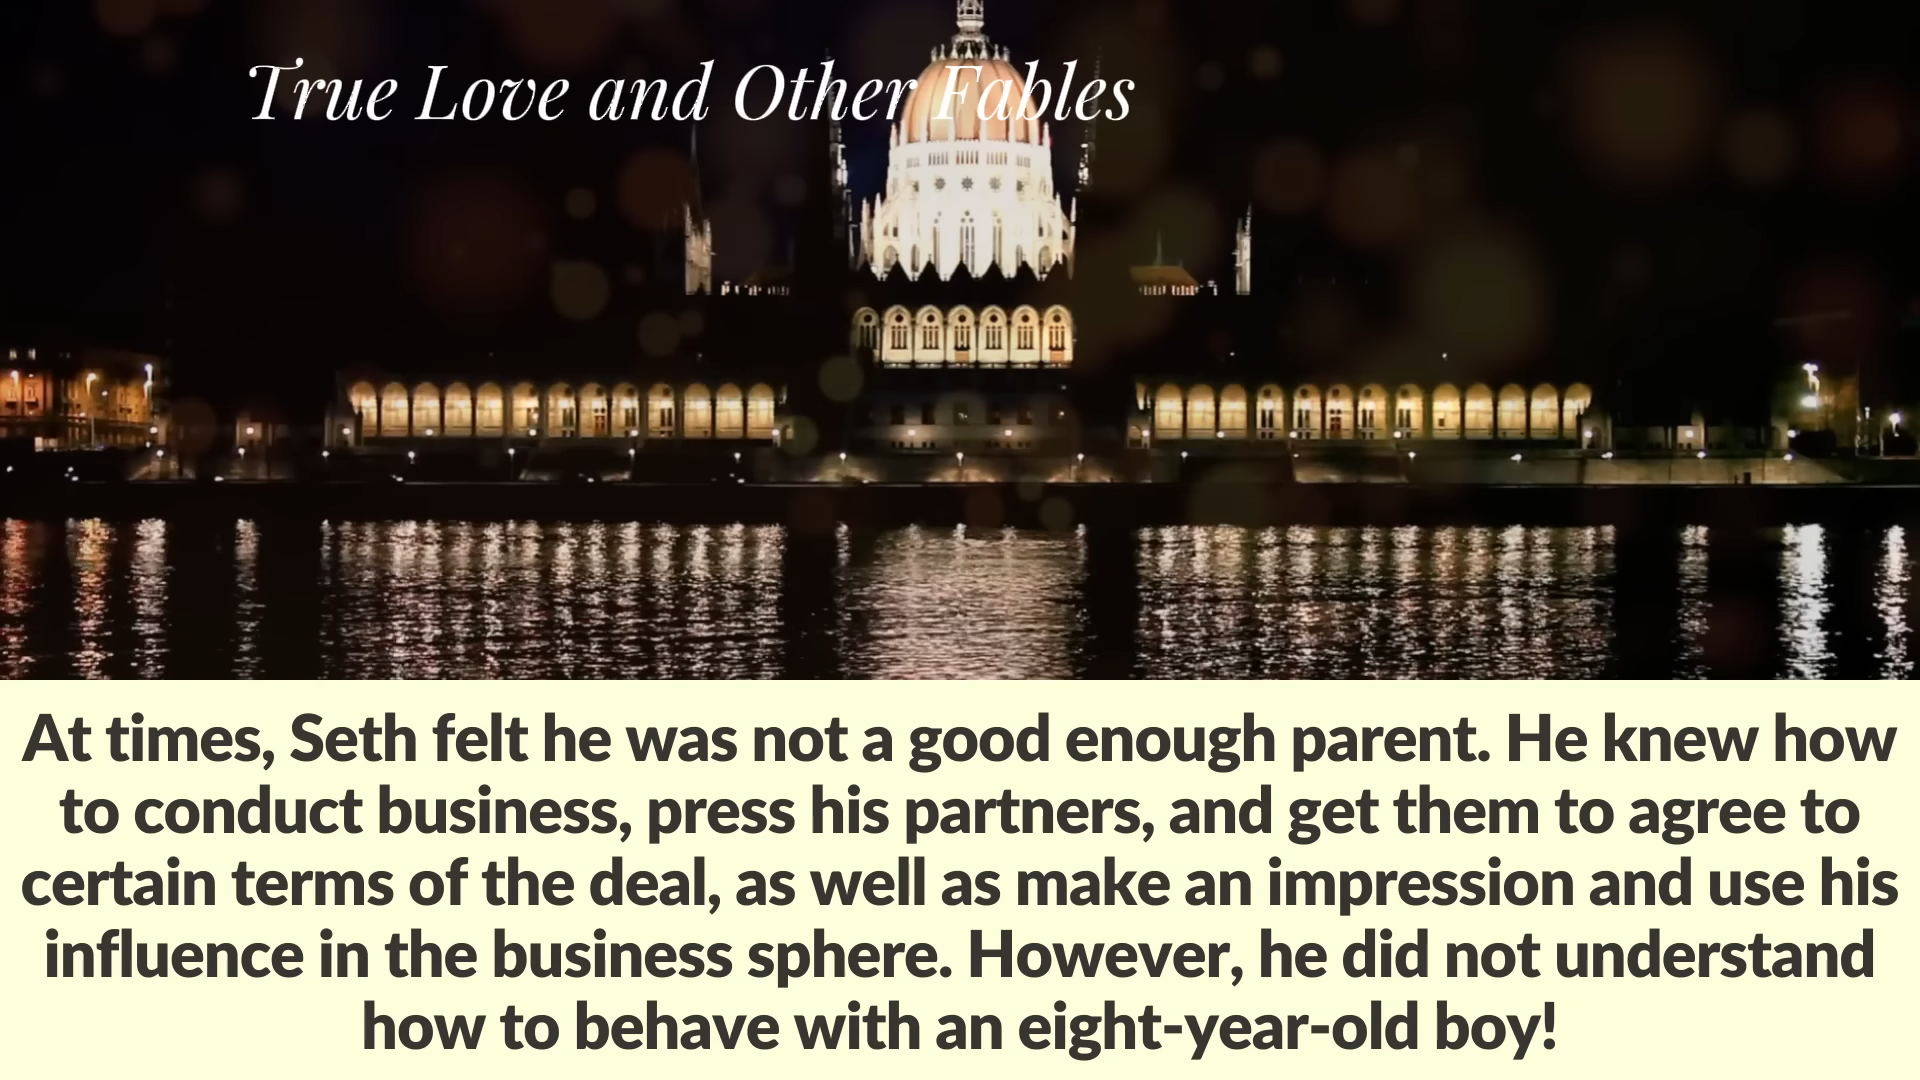 True Love and Other Fables
At times, Seth felt he was not a good enough parent. He knew how
to conduct business, press his partners, and get them to agree to
certain terms of the deal, as well as make an impression and use his
influence in the business sphere. However, he did not understand
how to behave with an eight-year-old boy!